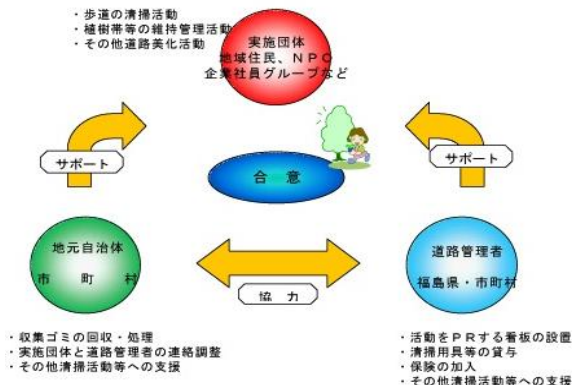 ・歩道の清掃活動
・植樹帯等の維持管理活動
・その他道路美化活動
実施団体
地域住民、ＮＰＯ
企業社員グループなど
サポート
サポート
合　意
地元自治体
市　　町　　村
道路管理者
福島県・市町村
協　力
・収集ゴミの回収・処理
・実施団体と道路管理者の連絡調整
・その他清掃活動等への支援
・活動をＰＲする看板の設置
・清掃用具等の貸与
・保険の加入
・その他清掃活動等への支援